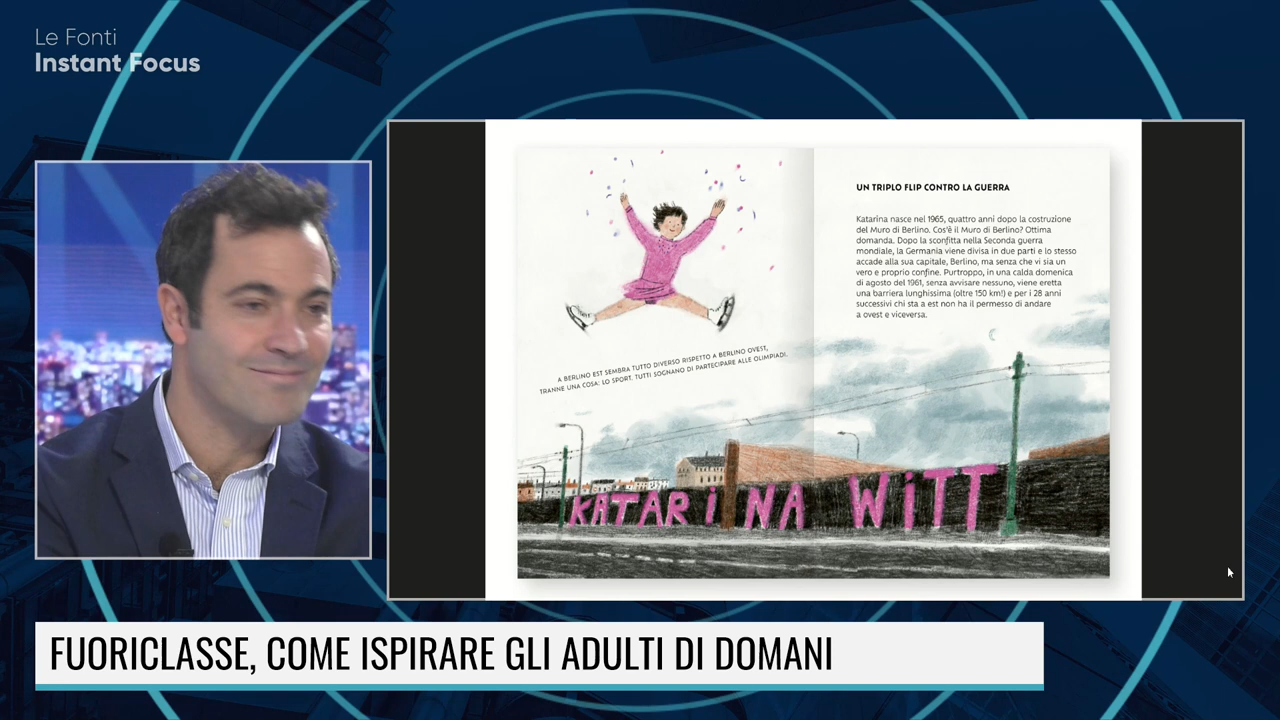 Le Fonti
Instant Focus
UN TRIPLO FLIP CONTRO LA GUERRA
Katarina nasce nel 1965, quattro anni dopo la costruzione
del Muro di Berlino. Cos'è il Muro di Berlino? Ottima
domanda. Dopo la sconfitta nella Seconda guerra
mondiale, la Germania viene divisa in due parti e lo stesso
accade alla sua capitale, Berlino, ma senza che vi sia un
vero e proprio confine. Purtroppo, in una calda domenica
di agosto del 1961, senza avvisare nessuno, viene eretta
una barriera lunghissima (oltre 150 km!) e per i 28 anni
successivi chi sta a est non ha il permesso di andare
a ovest e viceversa.
A BERLINO EST SEMBRA TUTTO DIVERSO RISPETTO A BERLINO OVEST,
TRANNE UNA COSA: LO SPORT. TUTTI SOGNANO DI PARTECIPARE ALLE OLIMPIADI.
KATARiNA WiTT
FUORICLASSE, COME ISPIRARE GLI ADULTI DI DOMANI